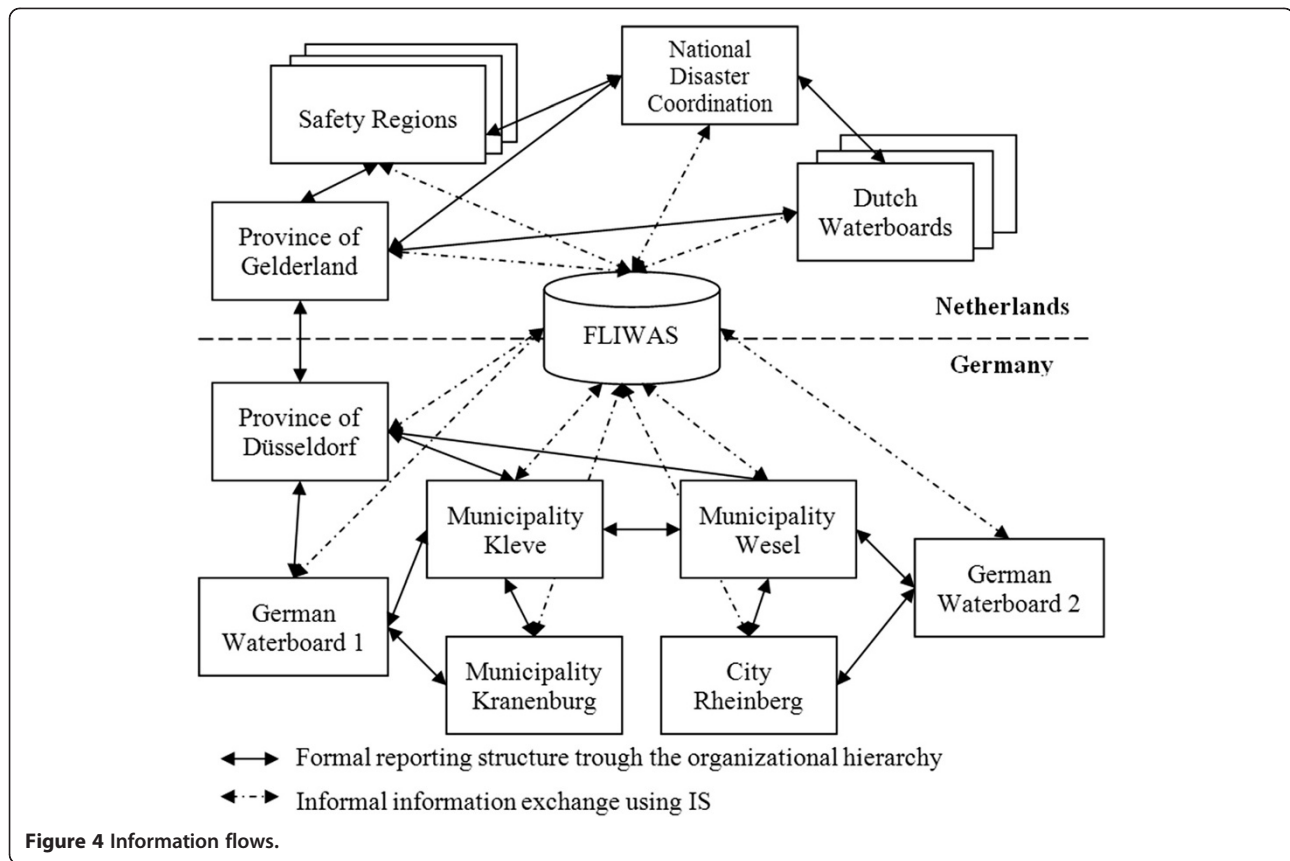 National
Disaster
Coordination
Safety Regions
Dutch
Waterboards
Province of
Gelderland
Netherlands
FLIWAS
Germany
Province of
Düsseldorf
Municipality
Kleve
Municipality
Wesel
German
Waterboard 1
German
Waterboard 2
Municipality
Kranenburg
City
Rheinberg
Formal reporting structure trough the organizational hierarchy
Informal information exchange using IS
Figure 4 Information flows.